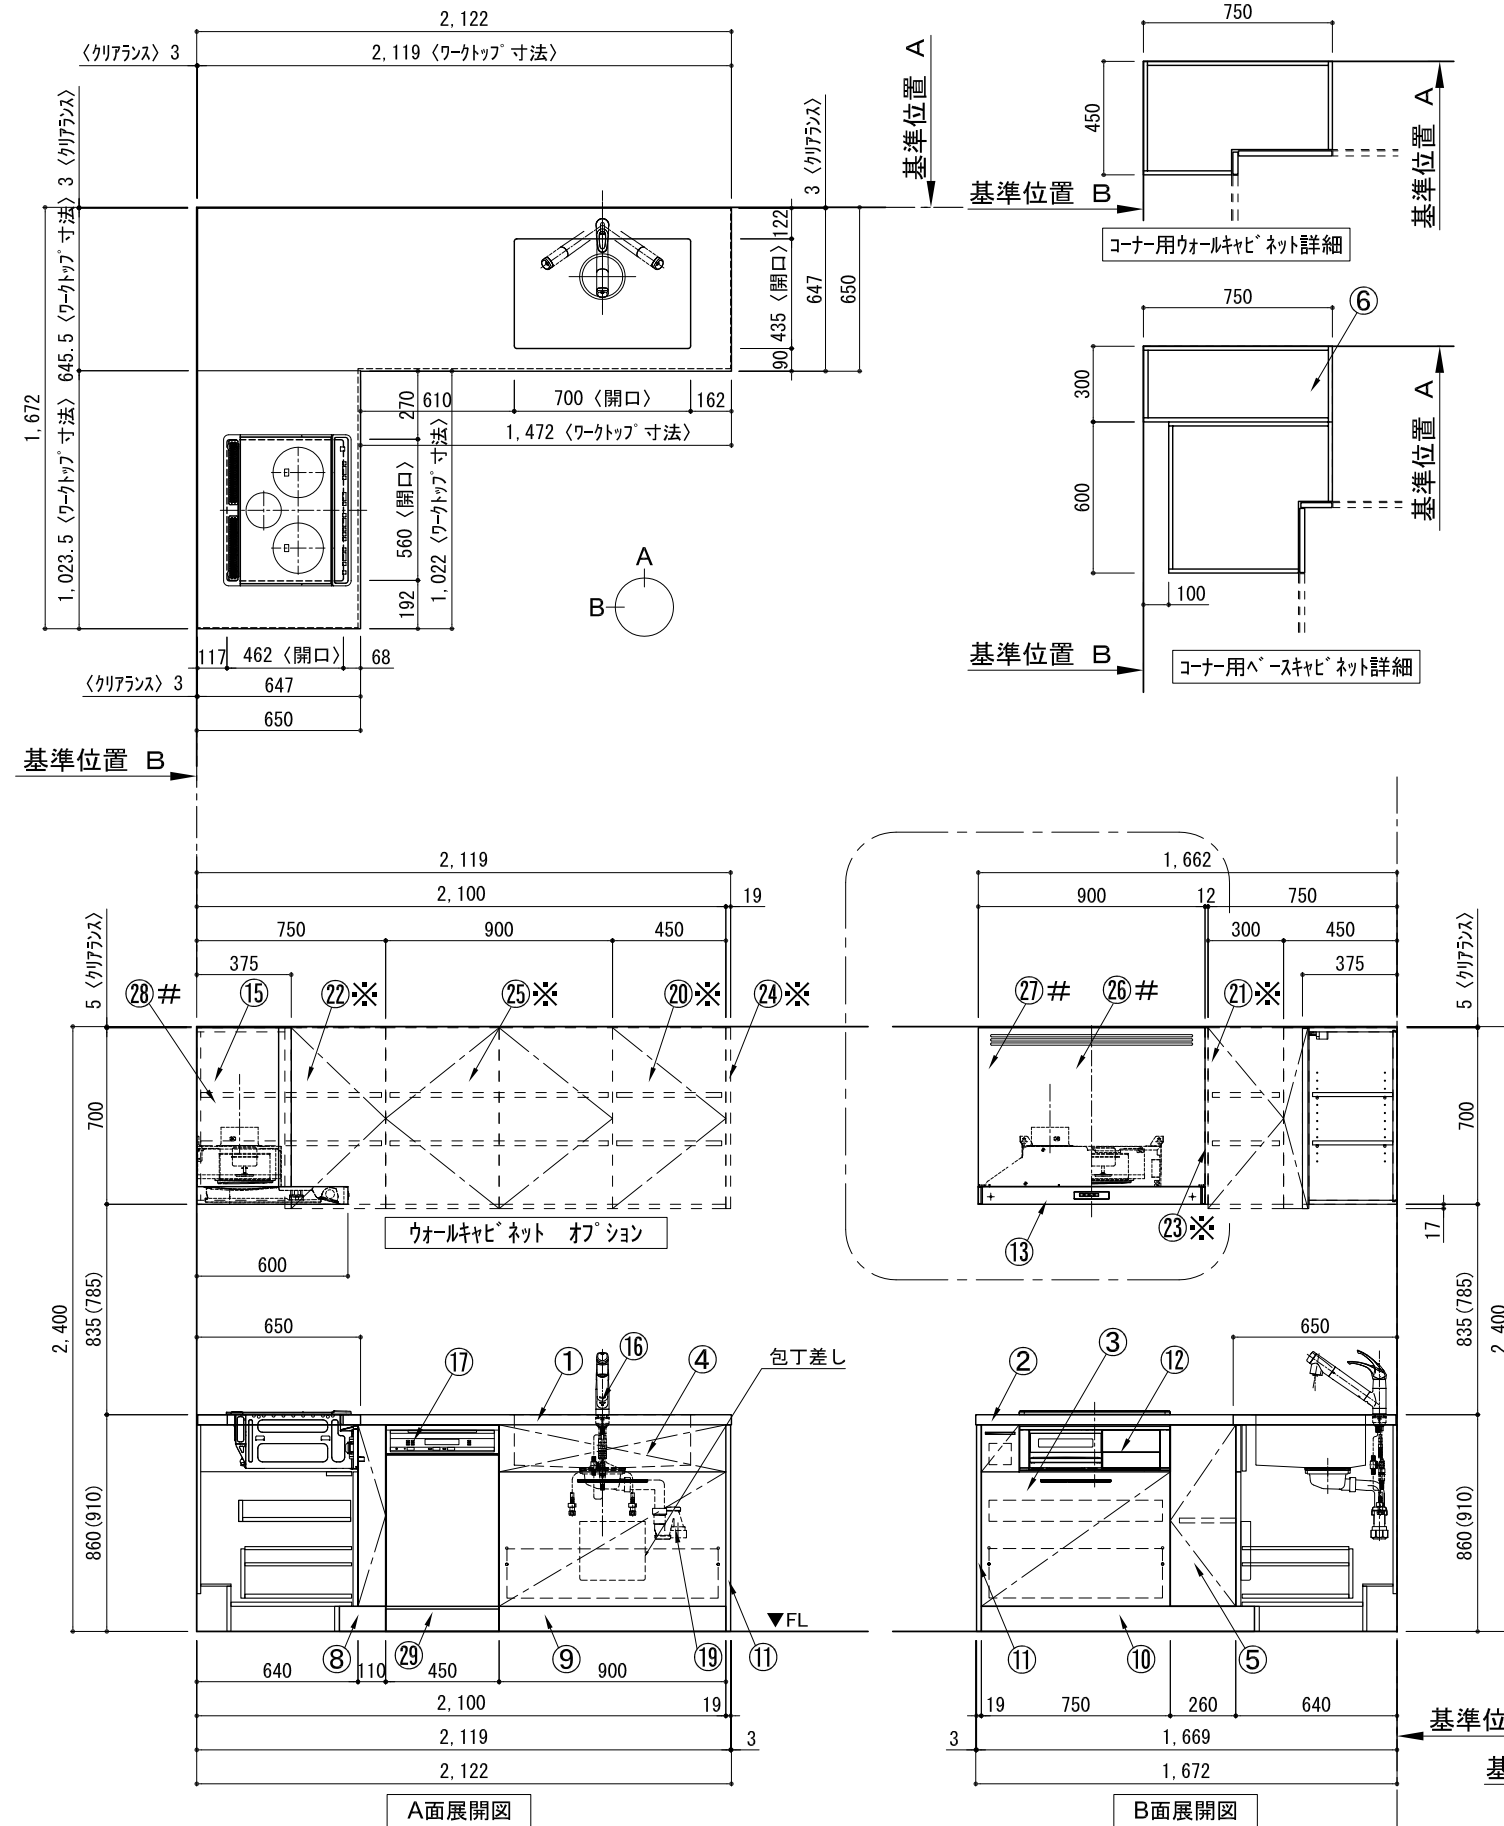 2,122
〈クリアランス〉3
2,119〈ワークトップ寸法〉
3〈クリアランス〉
645.5〈ワークトップ寸法〉
1,023.5〈ワークトップ寸法〉
1,672
3〈クリアランス〉
122
435〈開口〉
90
647
650
270
610
700〈開口〉
162
1,472〈ワークトップ寸法〉
560〈開口〉
1,022〈ワークトップ寸法〉
192
117
462〈開口〉
68
〈クリアランス〉3
647
650
基準位置 B
基準位置 A
A
B
750
450
基準位置 A
基準位置 B
コーナー用ウォールキャビネット詳細
750
⑥
300
600
100
基準位置 A
基準位置 B
コーナー用ベースキャビネット詳細
2,119
2,100
19
750
900
450
375
5〈クリアランス〉
㉘#
⑮
㉒※
㉕※
⑳※
㉔※
700
ウォールキャビネット オプション
600
835(785)
2,400
650
⑰
①
⑯
④
包丁差し
860(910)
▼FL
⑧
㉙
⑨
⑲
⑪
640
110
450
900
2,100
19
2,119
3
2,122
A面展開図
1,662
900
12
750
300
450
375
5〈クリアランス〉
㉗#
㉖#
㉑※
700
⑬
㉓※
17
835(785)
2,400
650
②
③
⑫
860(910)
⑪
⑩
⑤
19
750
260
640
3
1,669
1,672
基準位
基
B面展開図